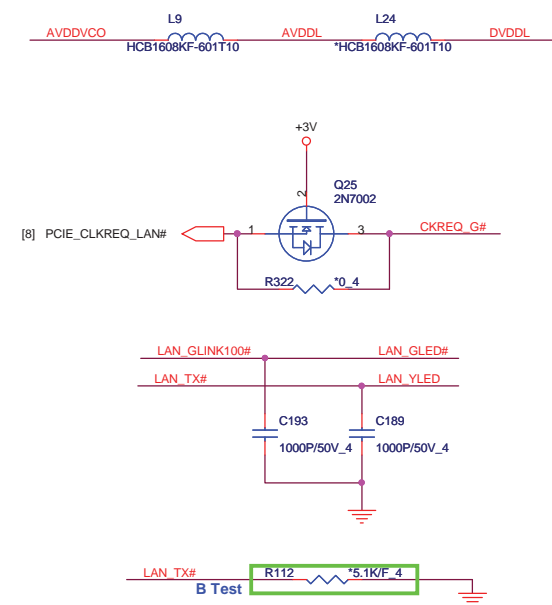 L9
L24
AVDDVCO
AVDDL
DVDDL
HCB1608KF-601T10
*HCB1608KF-601T10
+3V
2
Q25
2N7002
[8] PCIE_CLKREQ_LAN#
1
3
CKREQ_G#
R322
*0_4
LAN_GLINK100#
LAN_GLED#
LAN_TX#
LAN_YLED
C193
C189
1000P/50V_4
1000P/50V_4
LAN_TX#
R112
*5.1K/F_4
B Test